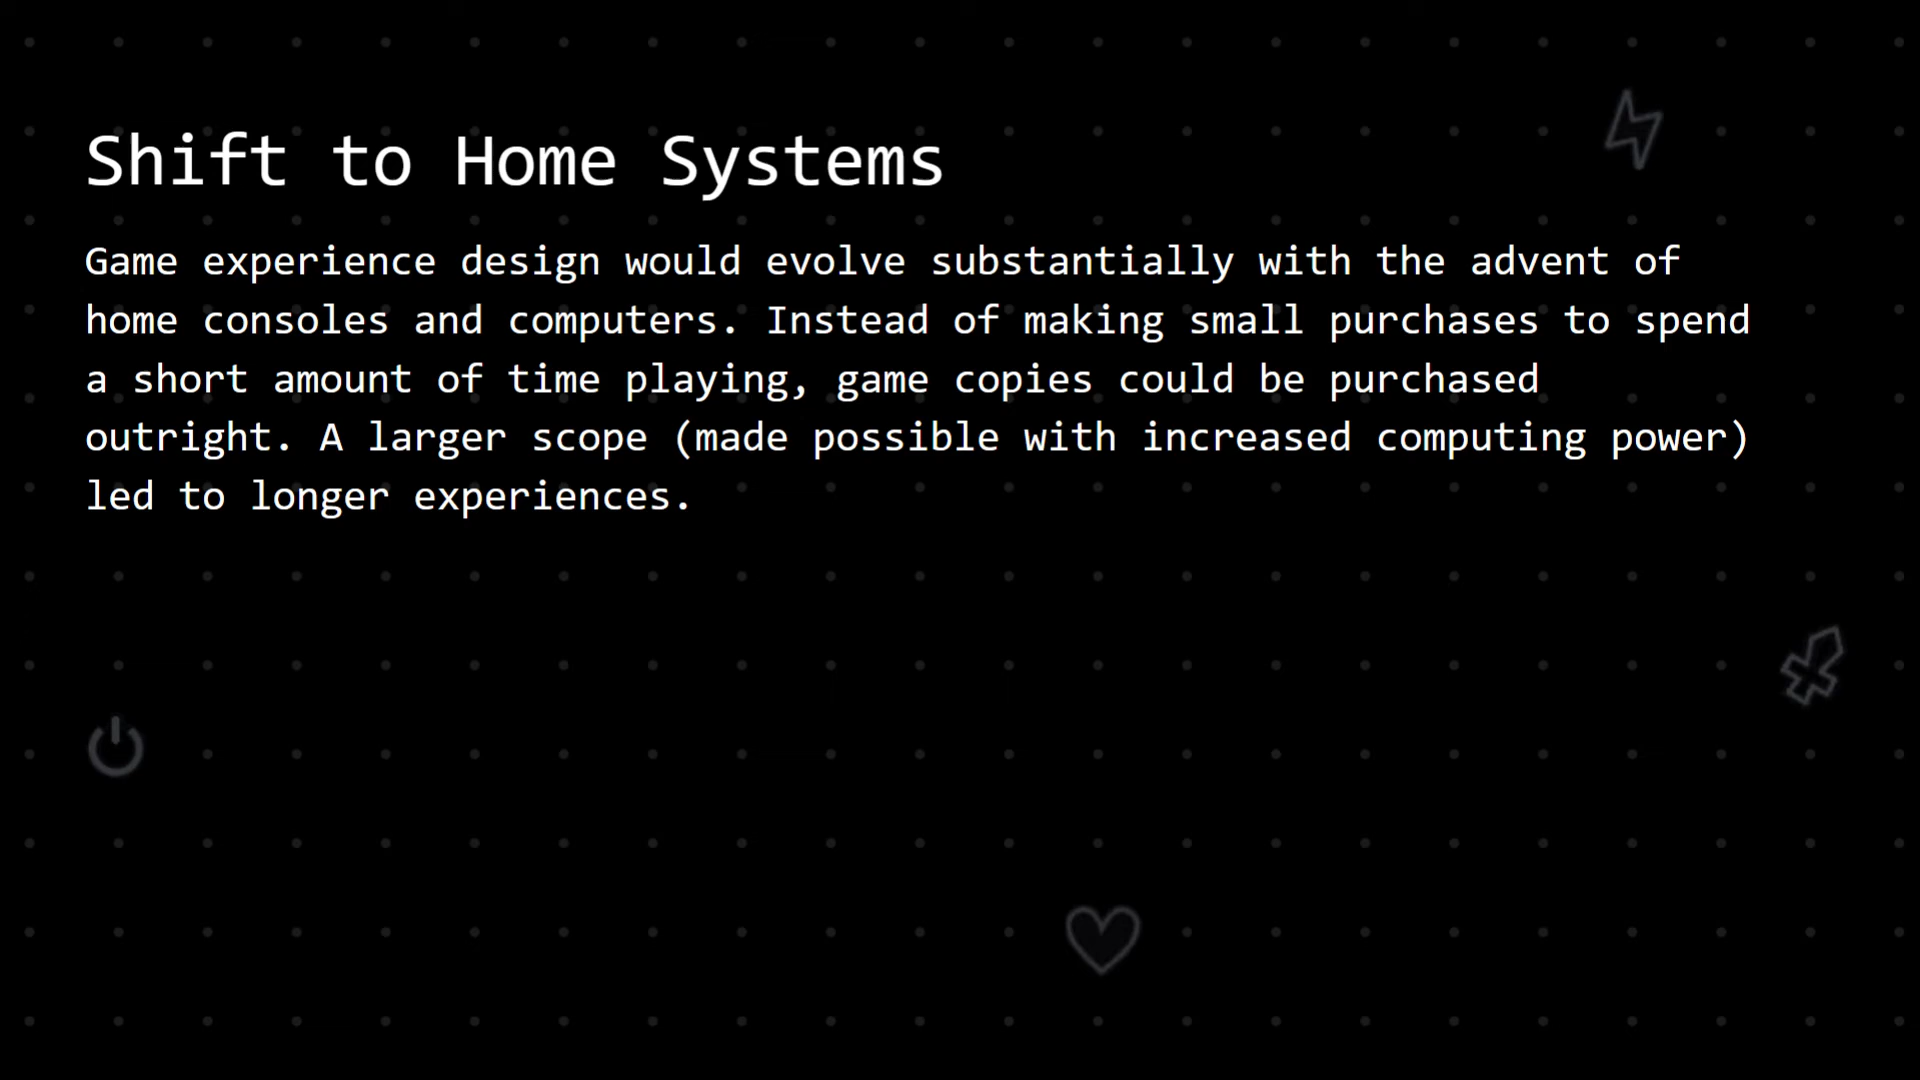 Shift to Home Systems
Game experience design would evolve substantially with the advent of
home consoles and computers. Instead of making small purchases to spend
a short amount of time playing, game copies could be purchased
outright. A larger scope (made possible with increased computing power)
led to longer experiences.